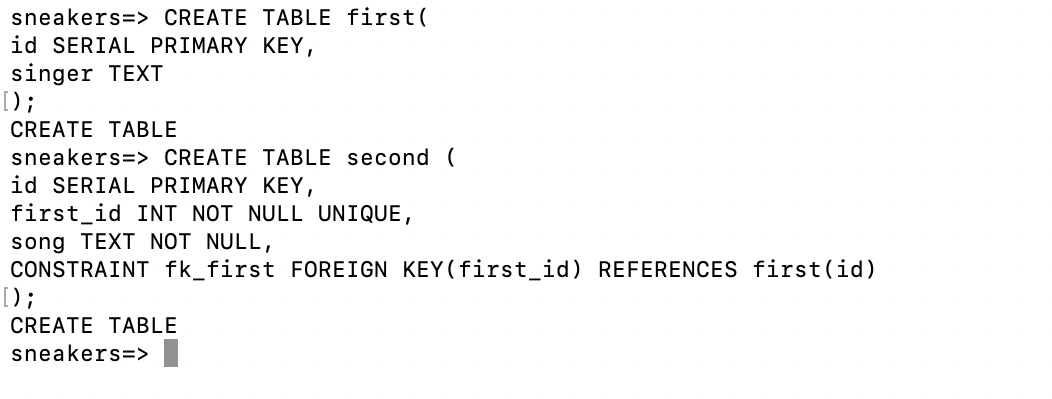 sneakers=> CREATE TABLE first(
id SERIAL PRIMARY KEY,
singer TEXT
[);
CREATE TABLE
sneakers=> CREATE TABLE second (
id SERIAL PRIMARY KEY,
first_id INT NOT NULL UNIQUE,
song TEXT NOT NULL,
CONSTRAINT fk_first FOREIGN KEY(first_id) REFERENCES first(id)
[);
CREATE TABLE
sneakers=>